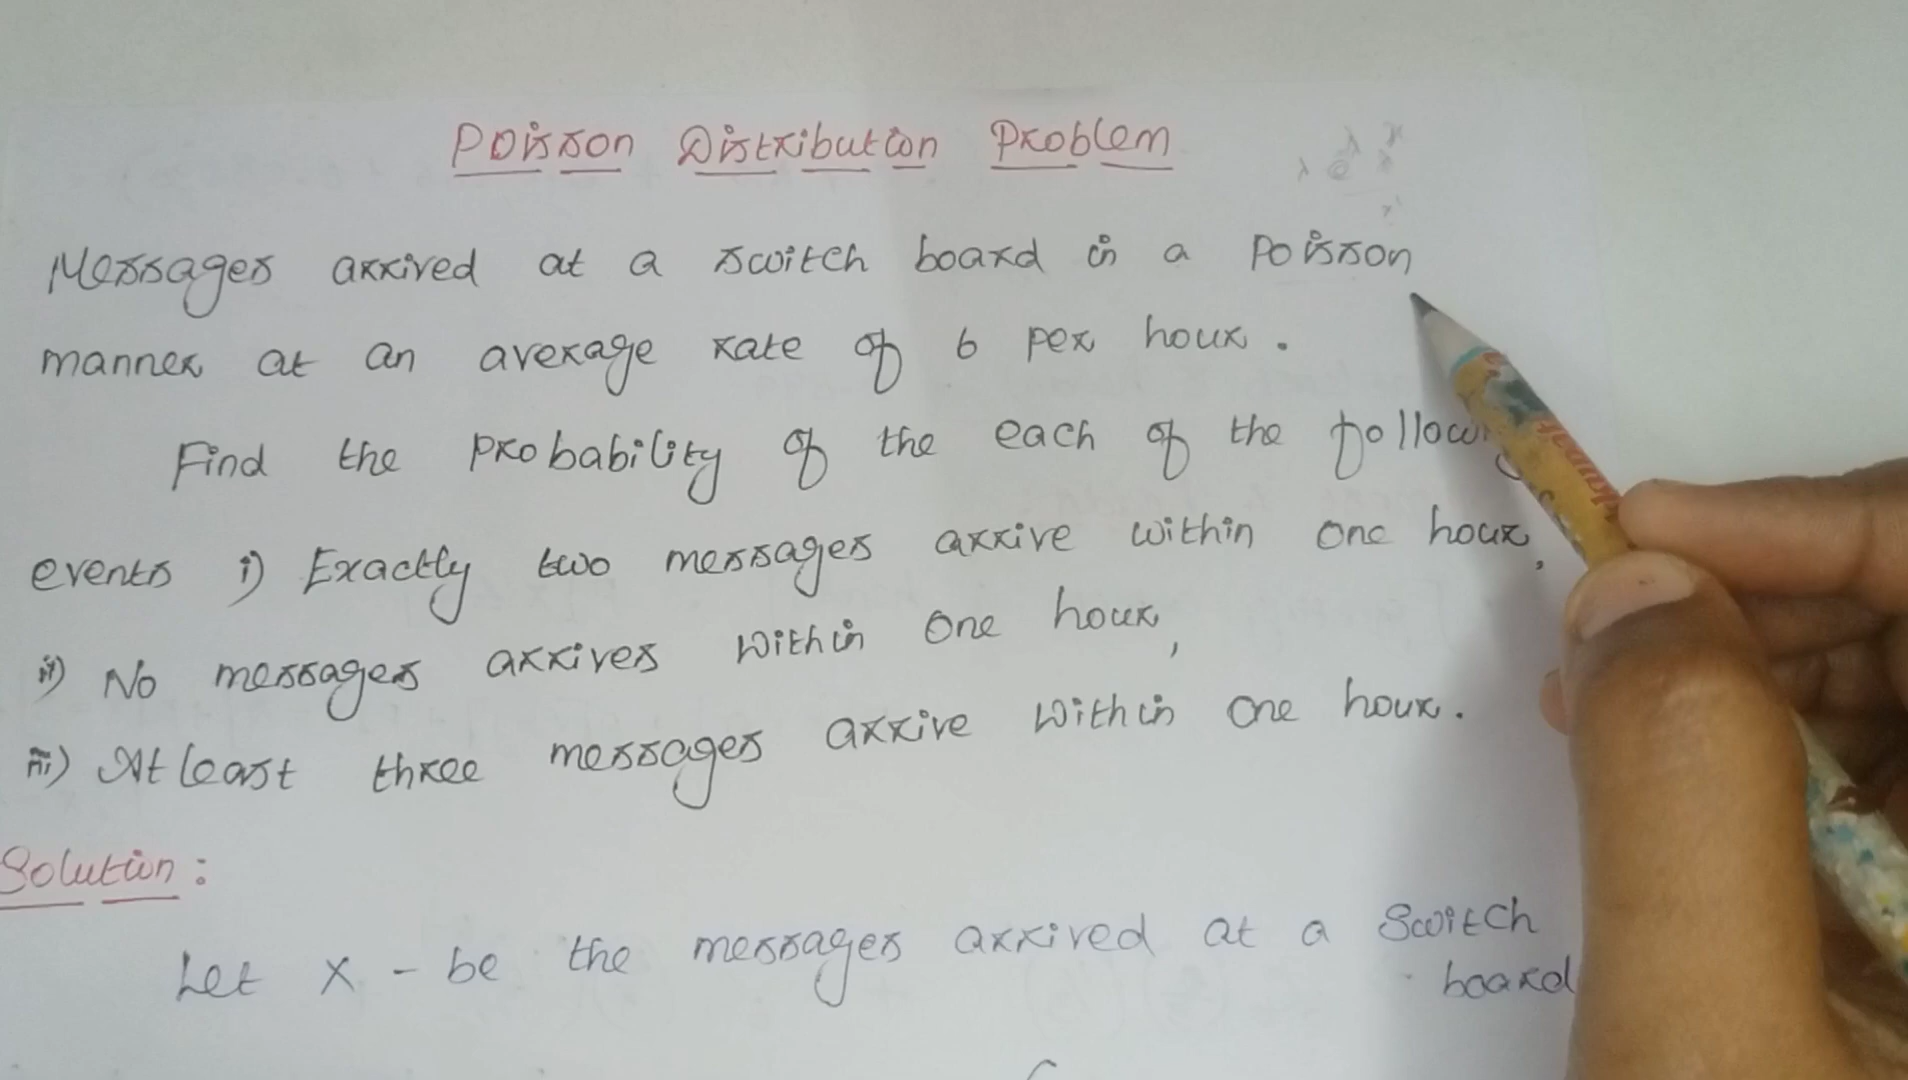 Poisson Distribution Problem
Messages arrived at a switch board in a Poisson
manner at an average rate of 6 per hour.
Find the probability of the each of the
events i) Exactly two messages arrive within one hour,
ii) No messages arrives within one hour,
iii) Atleast three messages arrive within one hour.
Solution :
Let X - be the messages arrived at a Switch
board